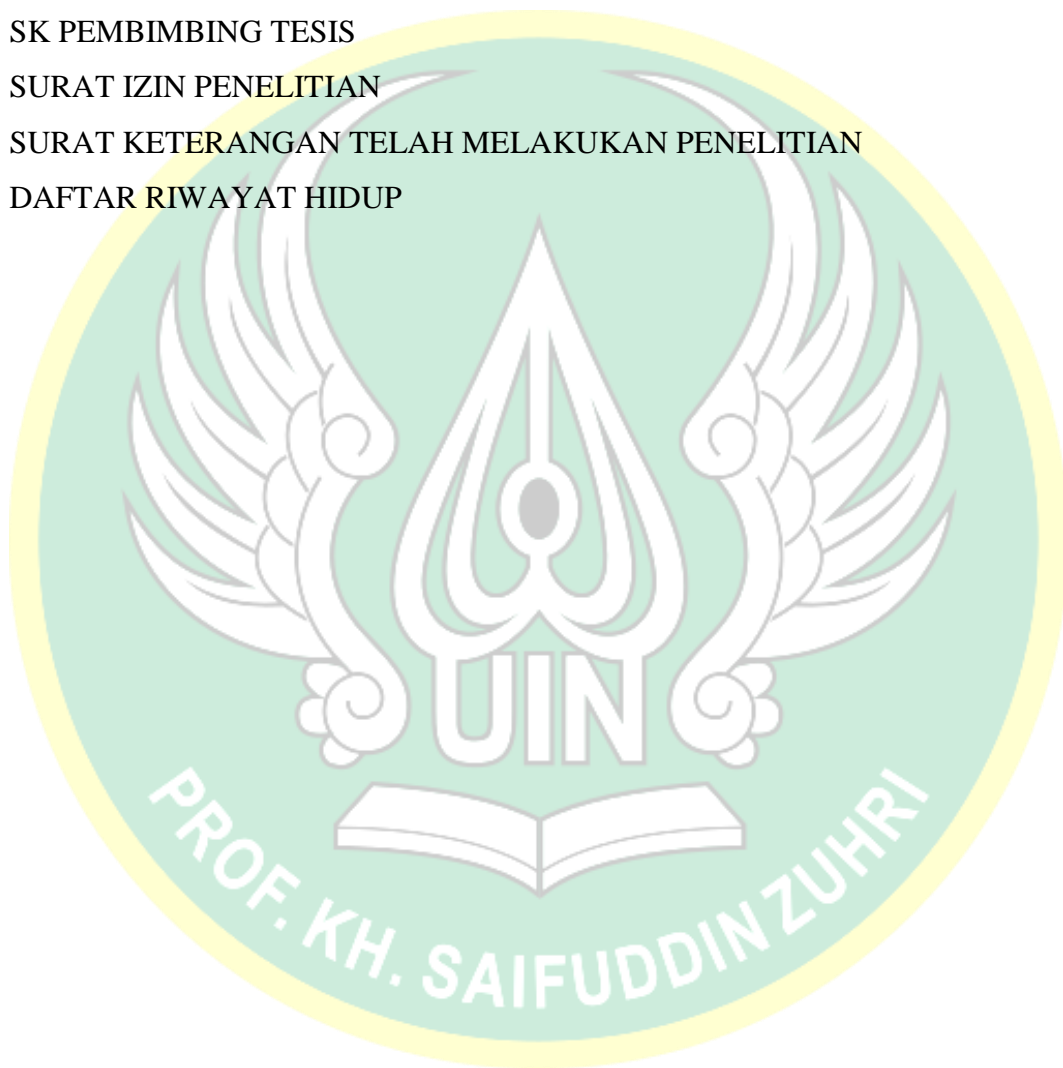 SK PEMBIMBING TESIS
SURAT IZIN PENELITIAN
SURAT KETERANGAN TELAH MELAKUKAN PENELITIAN
DAFTAR RIWAYAT HIDUP
UIN
PROF. KH. SAIFUDDIN ZUHRI